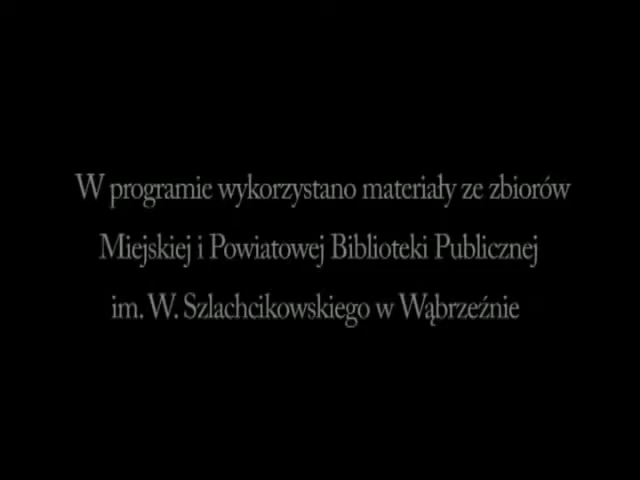 W programie wykorzystano materiały ze zbiorów
Miejskiej i Powiatowej Biblioteki Publicznej
im. W. Szlachcikowskiego w Wąbrzeźnie